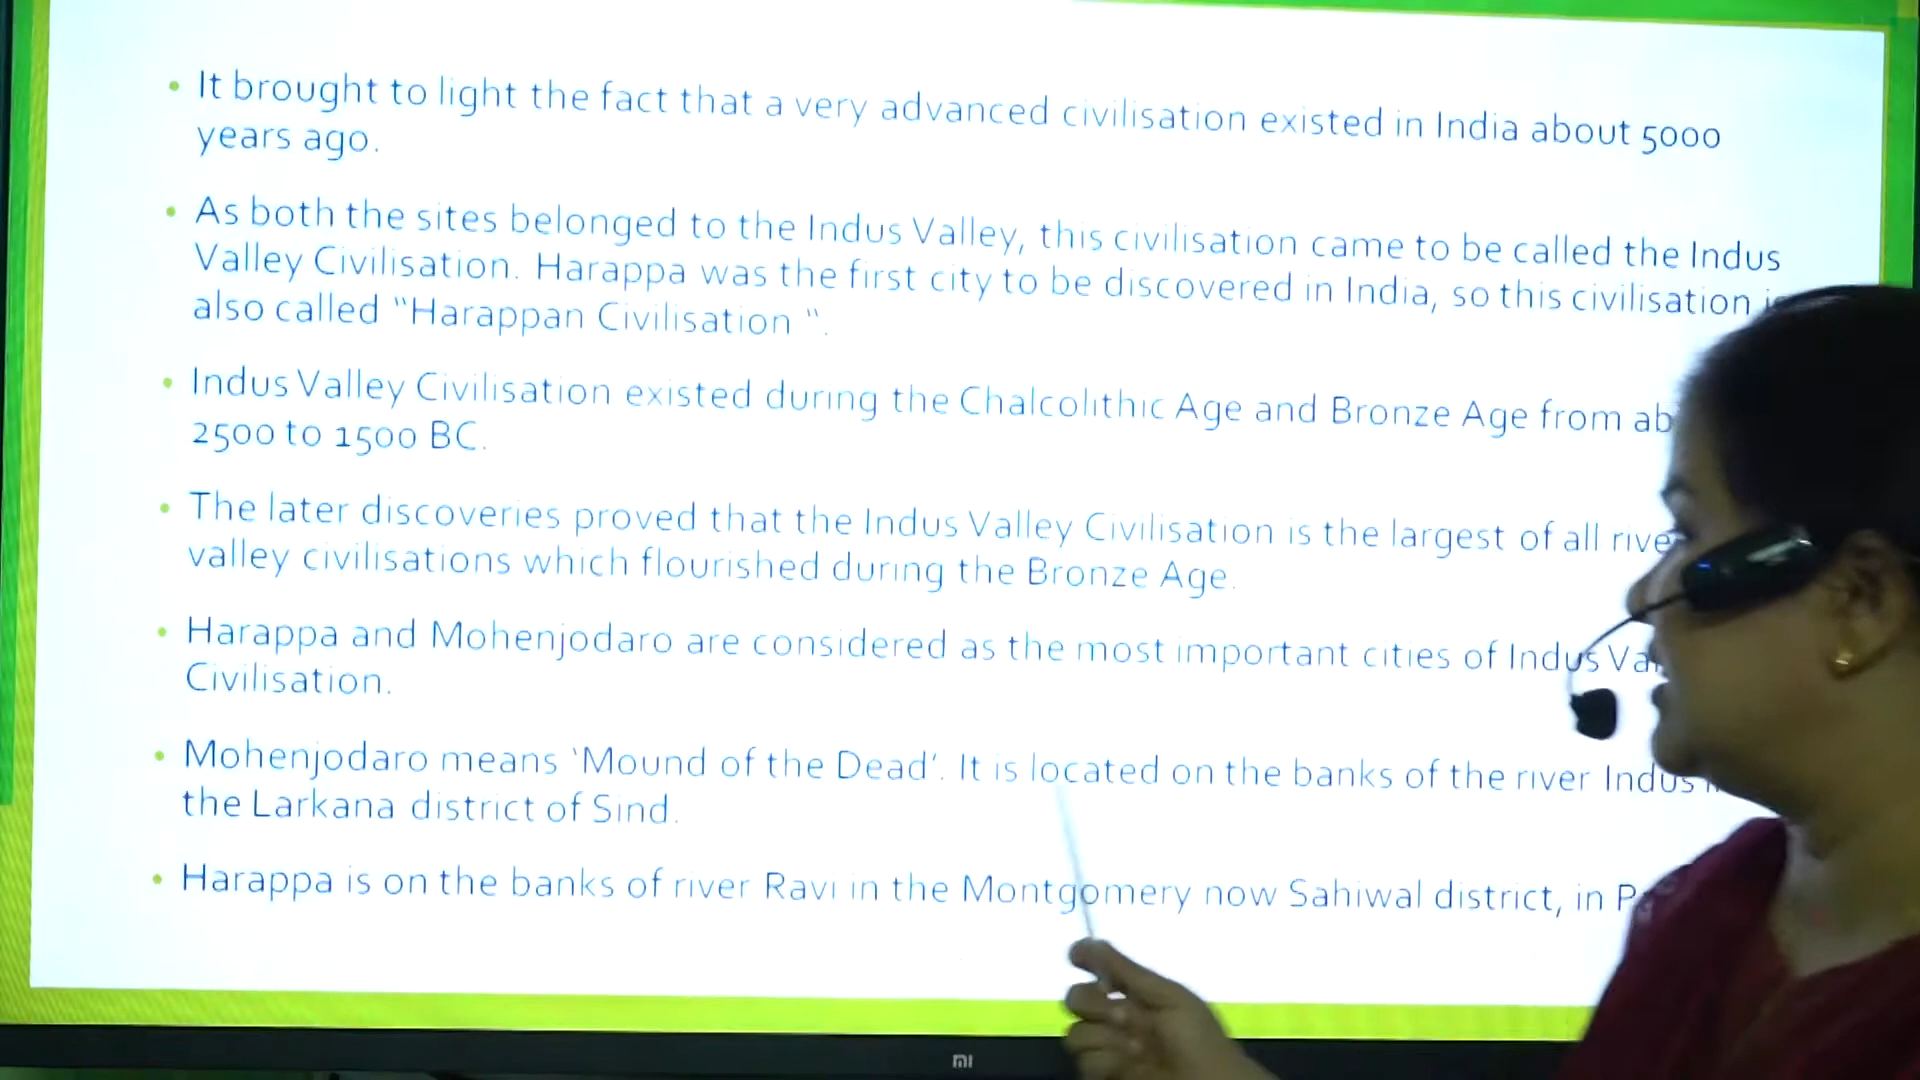 • It brought to light the fact that a very advanced civilisation existed in India about 5000
years ago.
• As both the sites belonged to the Indus Valley, this civilisation came to be called the Indus
Valley Civilisation. Harappa was the first city to be discovered in India, so this civilisation
also called “Harappan Civilisation “.
• Indus Valley Civilisation existed during the Chalcolithic Age and Bronze Age from
2500 to 1500 BC.
• The later discoveries proved that the Indus Valley Civilisation is the largest of all
valley civilisations which flourished during the Bronze Age.
• Harappa and Mohenjodaro are considered as the most important cities of Indus
Civilisation.
• Mohenjodaro means ‘Mound of the Dead’. It is located on the banks of the river Indus
the Larkana district of Sind.
• Harappa is on the banks of river Ravi in the Montgomery now Sahiwal district, in
mi